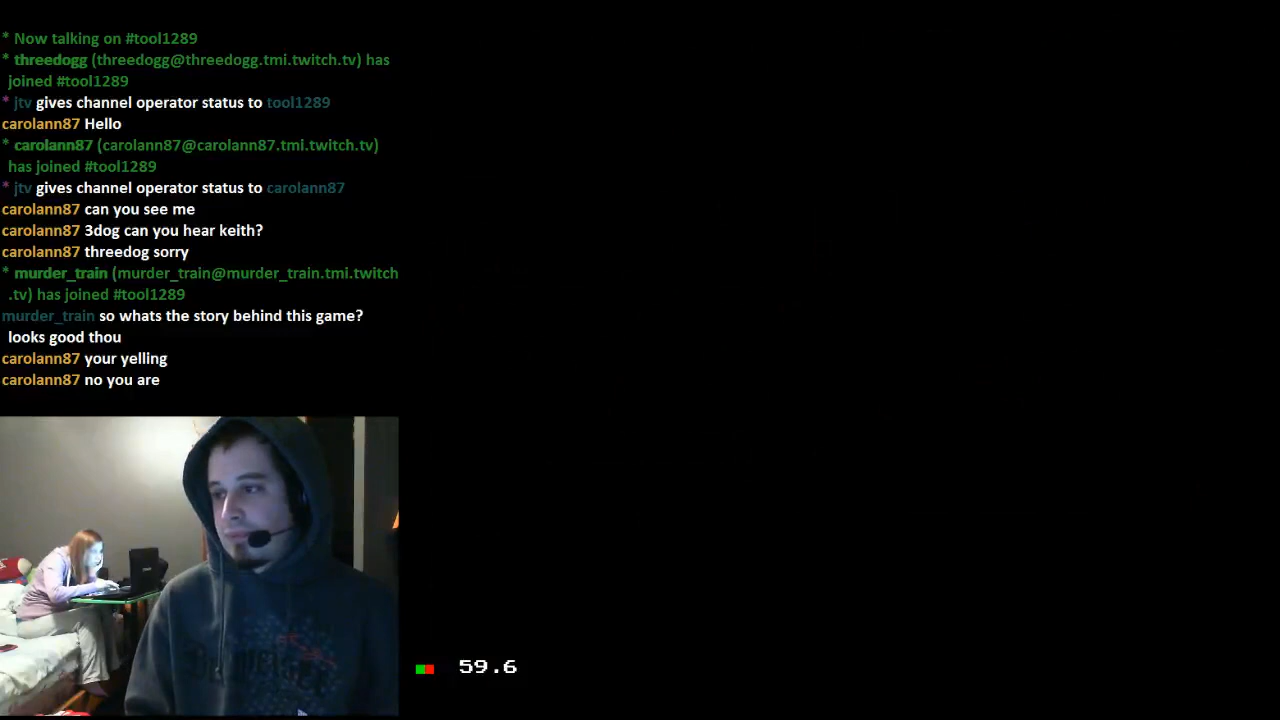 * Now talking on #tool1289
* threedogg (threedogg@threedogg.tmi.twitch.tv) has
joined #tool1289
* jtv gives channel operator status to tool1289
carolann87 Hello
* carolann87 (carolann87@carolann87.tmi.twitch.tv)
has joined #tool1289
* jtv gives channel operator status to carolann87
carolann87 can you see me
carolann87 3dog can you hear keith?
carolann87 threedog sorry
* murder_train (murder_train@murder_train.tmi.twitch
.tv) has joined #tool1289
murder_train so whats the story behind this game?
looks good thou
carolann87 your yelling
carolann87 no you are
59.6